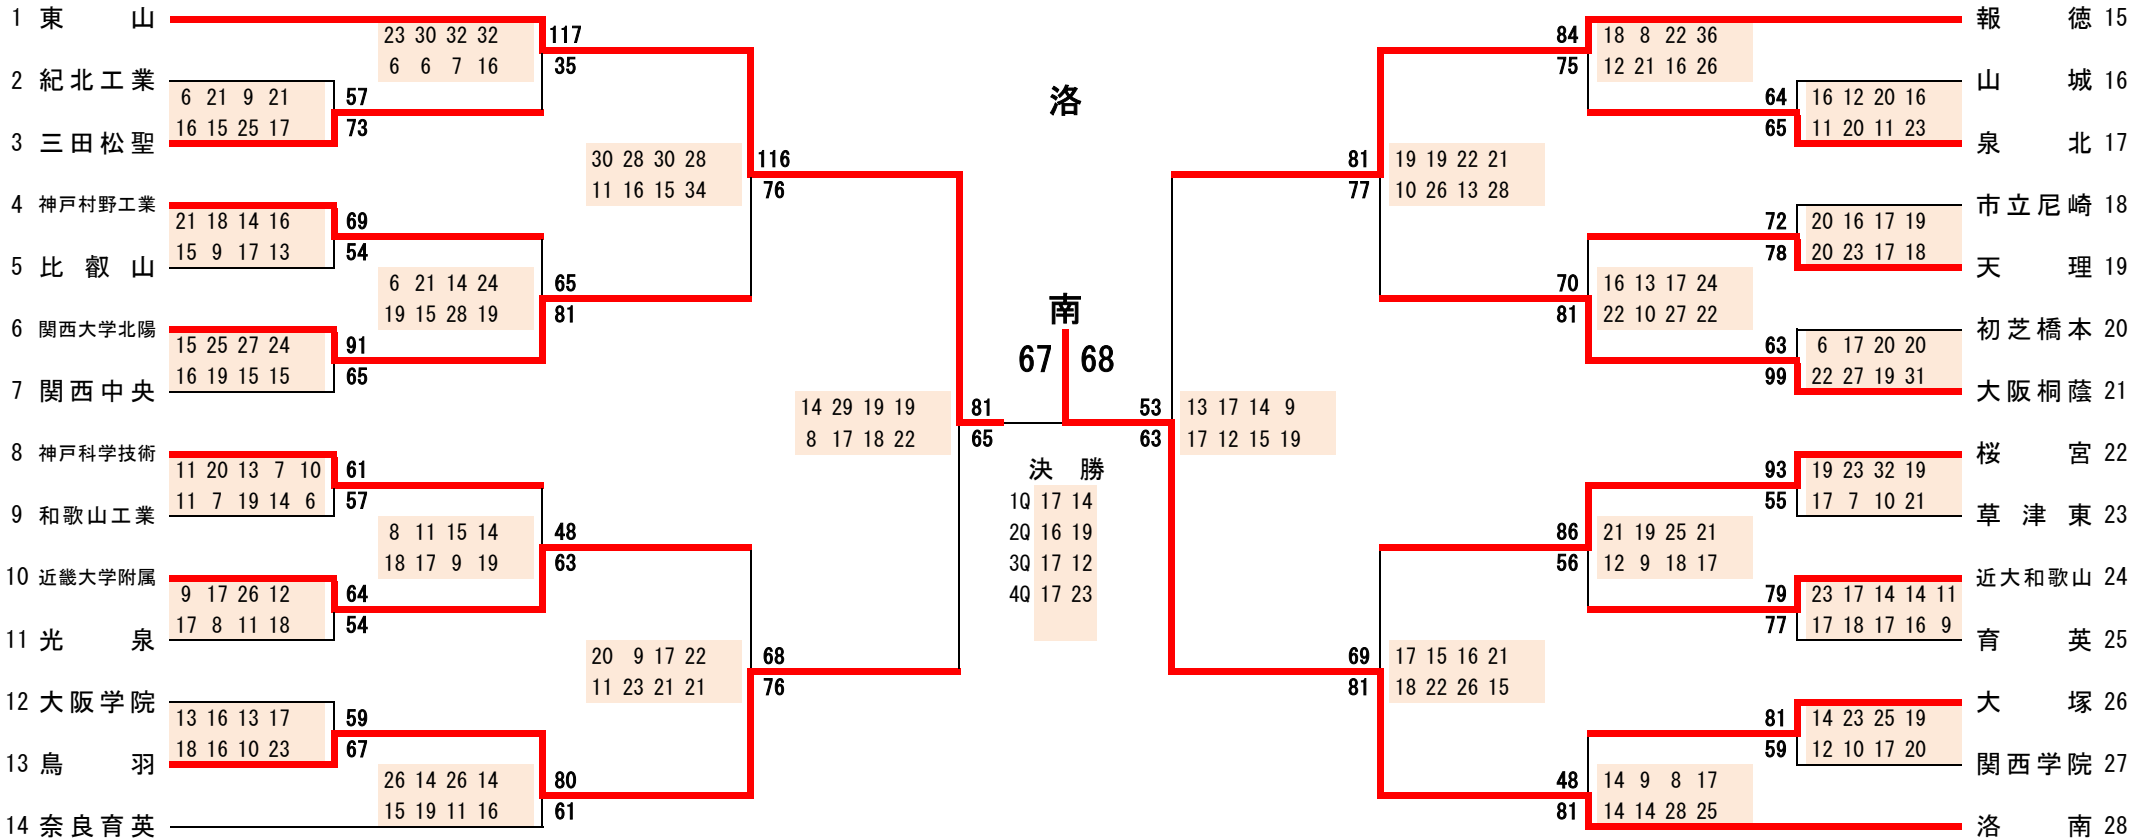 1 東山
23 30 32 32
6 6 7 16
117
35
2 紀北工業
6 21 9 21
16 15 25 17
57
73
3 三田松聖
30 28 30 28
11 16 15 34
116
76
4 神戸村野工業
21 18 14 16
15 9 17 13
69
54
5 比叡山
6 21 14 24
19 15 28 19
65
81
6 関西大学北陽
15 25 27 24
16 19 15 15
91
65
7 関西中央
14 29 19 19
8 17 18 22
81
65
8 神戸科学技術
11 20 13 7 10
11 7 19 14 6
61
57
9 和歌山工業
8 11 15 14
18 17 9 19
48
63
10 近畿大学附属
9 17 26 12
17 8 11 18
64
54
11 光泉
20 9 17 22
11 23 21 21
68
76
12 大阪学院
13 16 13 17
18 16 10 23
59
67
13 鳥羽
26 14 26 14
15 19 11 16
80
61
14 奈良育英
洛
南
67 68
決勝
1Q 17 14
2Q 16 19
3Q 17 12
4Q 17 23
報徳 15
84
75
18 8 22 36
12 21 16 26
山城 16
64
65
16 12 20 16
11 20 11 23
泉北 17
81
77
19 19 22 21
10 26 13 28
市立尼崎 18
72
78
20 16 17 19
20 23 17 18
天理 19
70
81
16 13 17 24
22 10 27 22
初芝橋本 20
63
99
6 17 20 20
22 27 19 31
大阪桐蔭 21
53
63
13 17 14 9
17 12 15 19
桜宮 22
93
55
19 23 32 19
17 7 10 21
草津東 23
86
56
21 19 25 21
12 9 18 17
近大和歌山 24
79
77
23 17 14 14 11
17 18 17 16 9
育英 25
69
81
17 15 16 21
18 22 26 15
大塚 26
81
59
14 23 25 19
12 10 17 20
関西学院 27
48
81
14 9 8 17
14 14 28 25
洛南 28